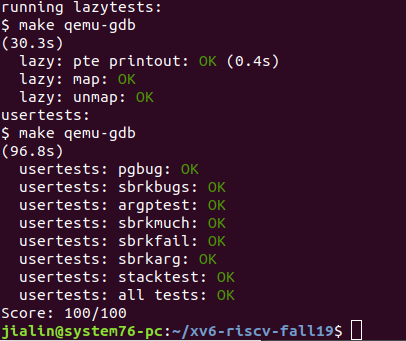 running lazytests:
$ make qemu-gdb
(30.3s)
  lazy: pte printout: OK (0.4s)
  lazy: map: OK
  lazy: unmap: OK
usertests:
$ make qemu-gdb
(96.8s)
  usertests: pgbug: OK
  usertests: sbrkbugs: OK
  usertests: argptest: OK
  usertests: sbrkmuch: OK
  usertests: sbrkfail: OK
  usertests: sbrkarg: OK
  usertests: stacktest: OK
  usertests: all tests: OK
Score: 100/100
jialin@system76-pc:~/xv6-riscv-fall19$